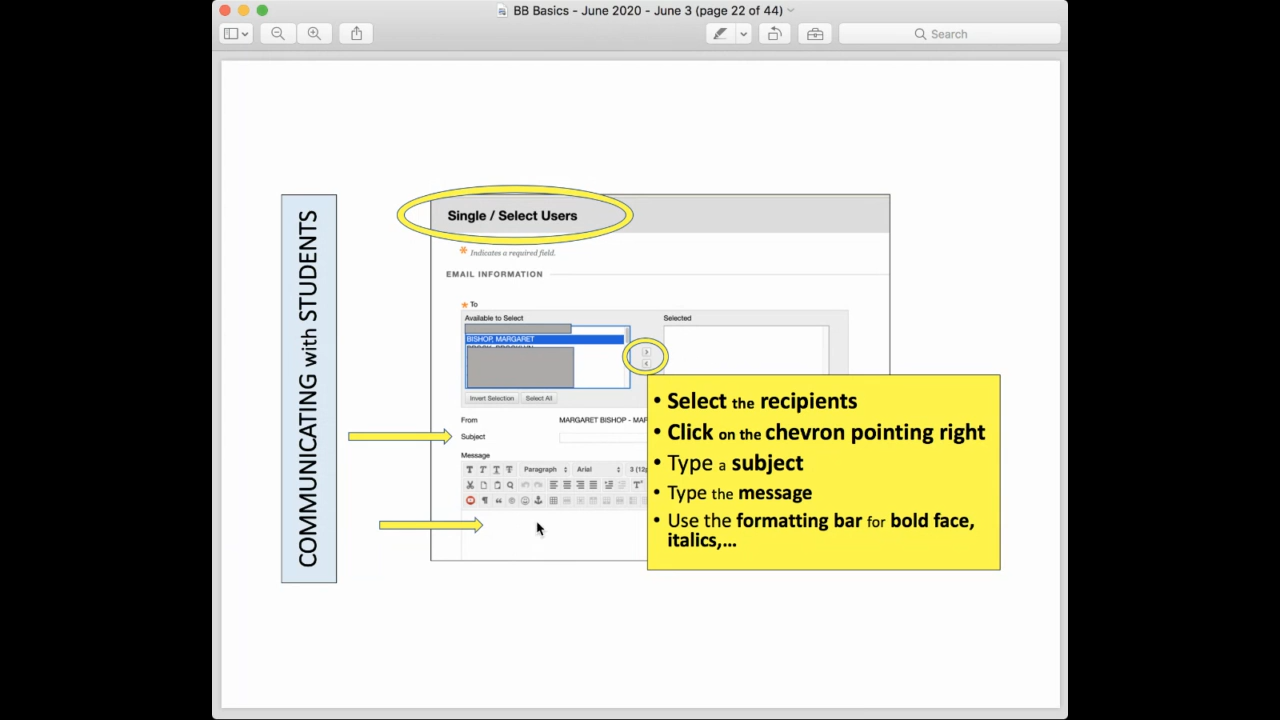 BB Basics - June 2020 - June 3 (page 22 of 44)
Search
COMMUNICATING with STUDENTS
Single / Select Users
* Indicates a required field.
EMAIL INFORMATION
* To
Available to Select
Selected
BISHOP, MARGARET
Invert Selection
Select All
From
MARGARET BISHOP - MAR
Subject
Message
T T T T Paragraph Arial 3 (12p
• Select the recipients
• Click on the chevron pointing right
• Type a subject
• Type the message
• Use the formatting bar for bold face,
italics,...